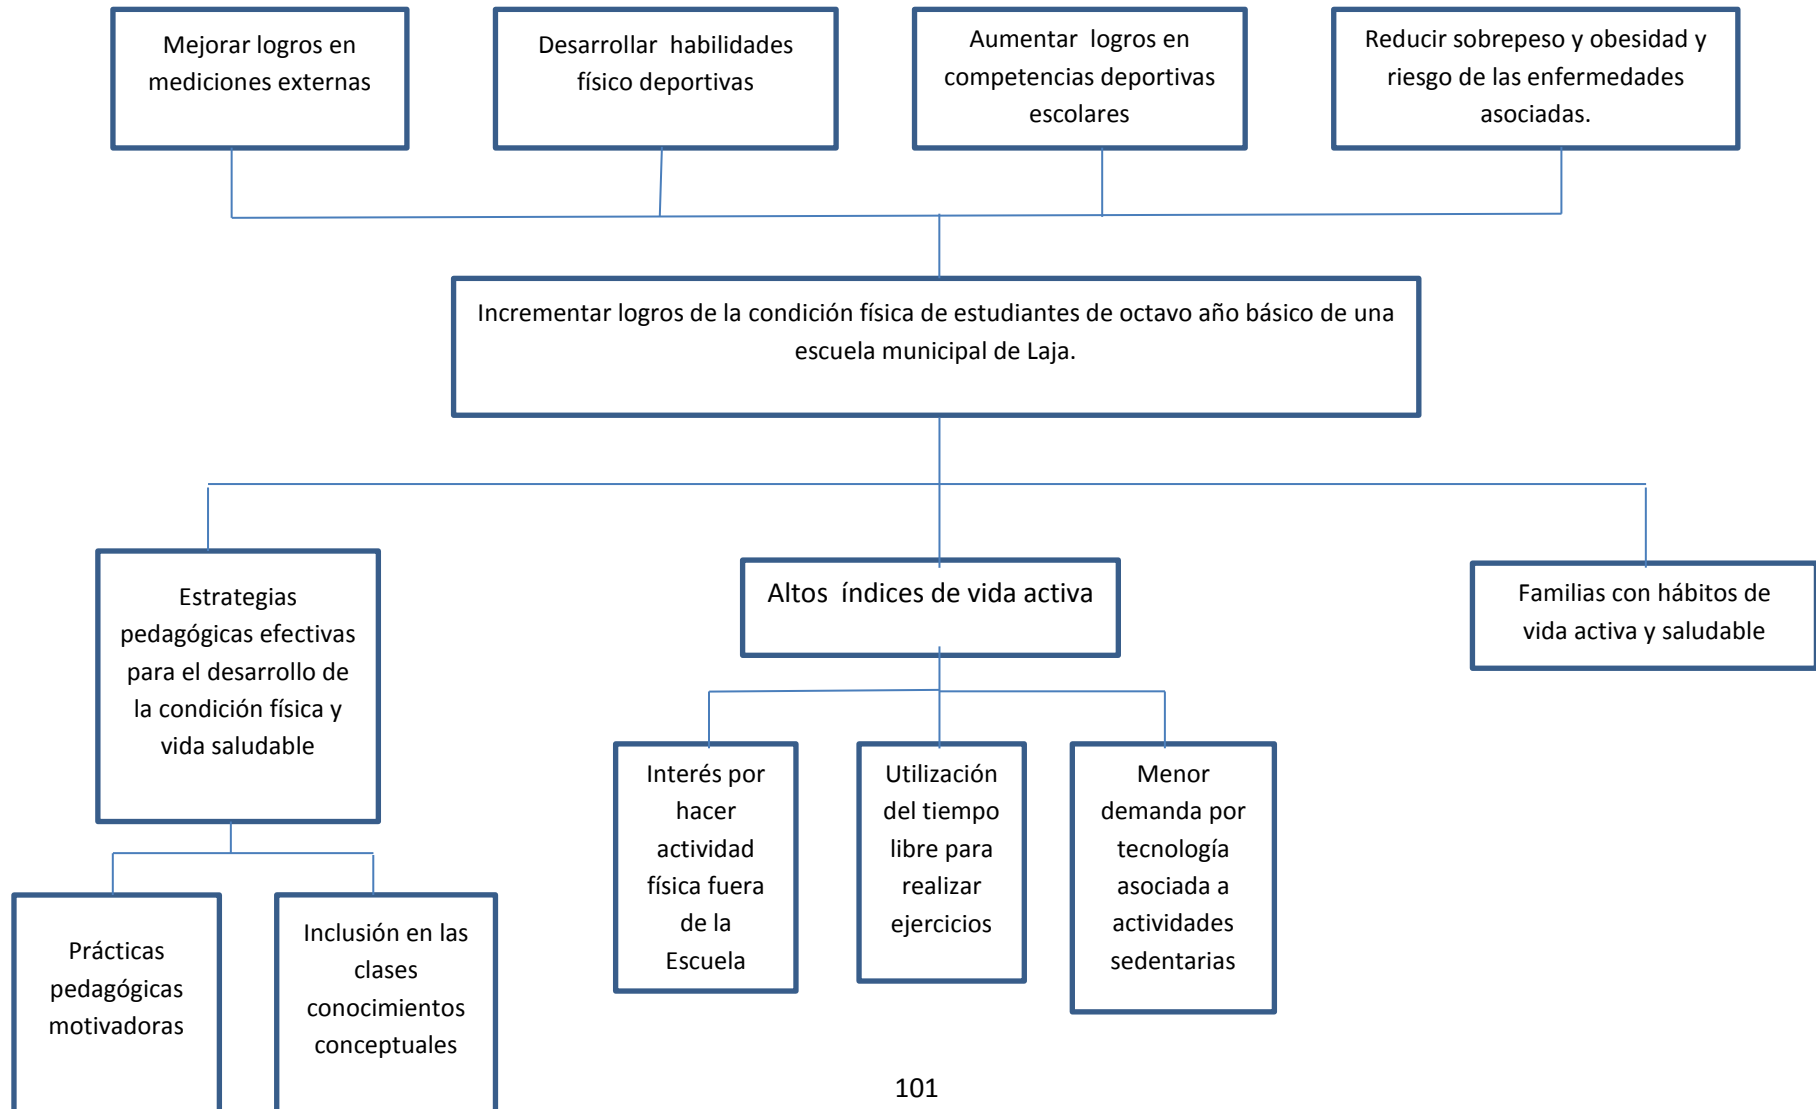 Mejorar logros en
mediciones externas
Desarrollar habilidades
físico deportivas
Aumentar logros en
competencias deportivas
escolares
Reducir sobrepeso y obesidad y
riesgo de las enfermedades
asociadas.
Incrementar logros de la condición física de estudiantes de octavo año básico de una
escuela municipal de Laja.
Estrategias
pedagógicas efectivas
para el desarrollo de
la condición física y
vida saludable
Altos índices de vida activa
Familias con hábitos de
vida activa y saludable
Prácticas
pedagógicas
motivadoras
Inclusión en las
clases
conocimientos
conceptuales
Interés por
hacer
actividad
física fuera
de la
Escuela
Utilización
del tiempo
libre para
realizar
ejercicios
Menor
demanda por
tecnología
asociada a
actividades
sedentarias
101